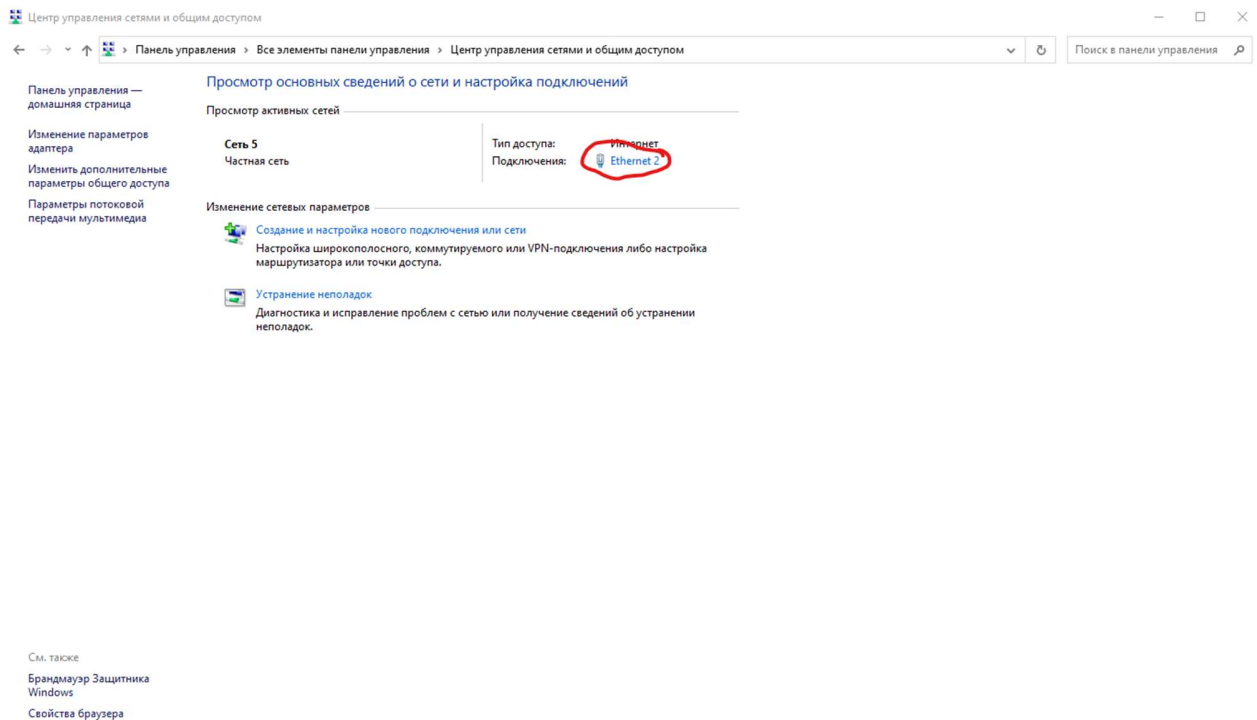 Центр управления сетями и общим доступом
Панель управления › Все элементы панели управления › Центр управления сетями и общим доступом
Поиск в панели управления
Панель управления —
домашняя страница
Изменение параметров
адаптера
Изменить дополнительные
параметры общего доступа
Параметры потоковой
передачи мультимедиа
Просмотр основных сведений о сети и настройка подключений
Просмотр активных сетей
Сеть 5
Частная сеть
Тип доступа: Интернет
Подключения: Ethernet 2
Изменение сетевых параметров
Создание и настройка нового подключения или сети
Настройка широкополосного, коммутируемого или VPN-подключения либо настройка
маршрутизатора или точки доступа.
Устранение неполадок
Диагностика и исправление проблем с сетью или получение сведений об устранении
неполадок.
См. также
Брандмауэр Защитника
Windows
Свойства браузера